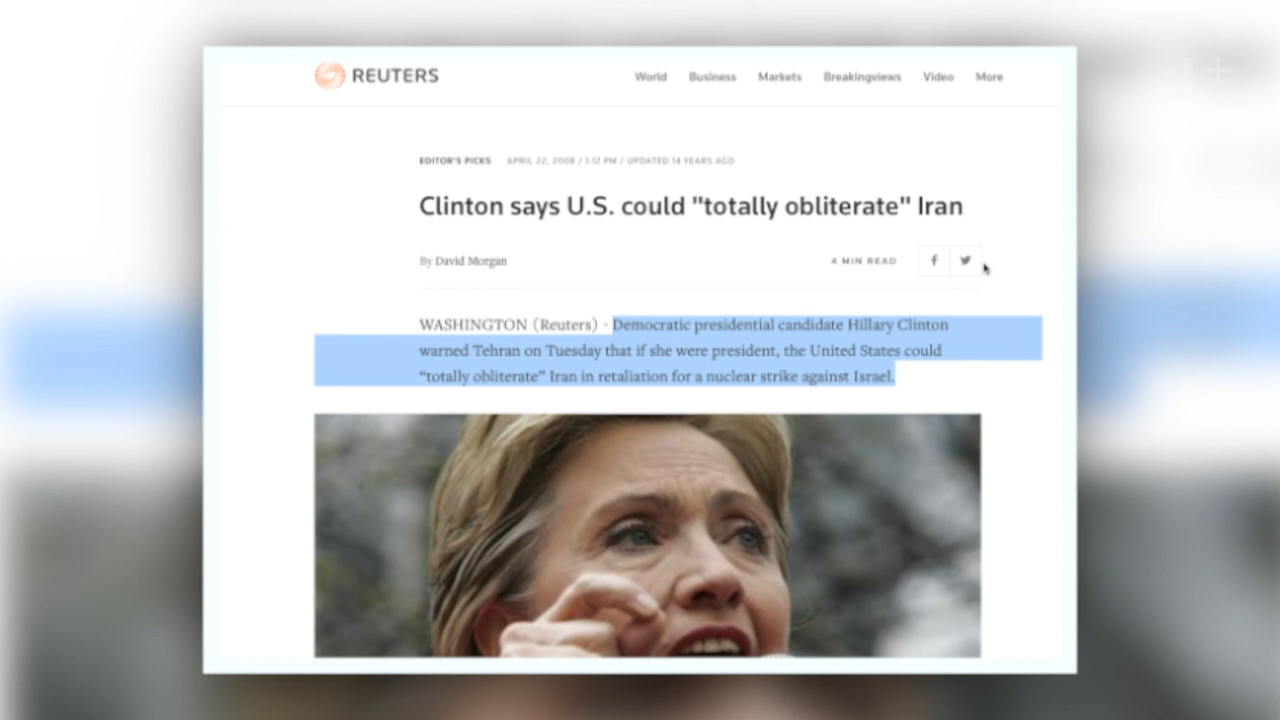 REUTERS
World Business Markets Breakingviews Video More
EDITOR'S PICKS APRIL 22, 2008 / 1:12 PM / UPDATED 14 YEARS AGO
Clinton says U.S. could "totally obliterate" Iran
By David Morgan
4 MIN READ
WASHINGTON (Reuters) - Democratic presidential candidate Hillary Clinton
warned Tehran on Tuesday that if she were president, the United States could
“totally obliterate” Iran in retaliation for a nuclear strike against Israel.